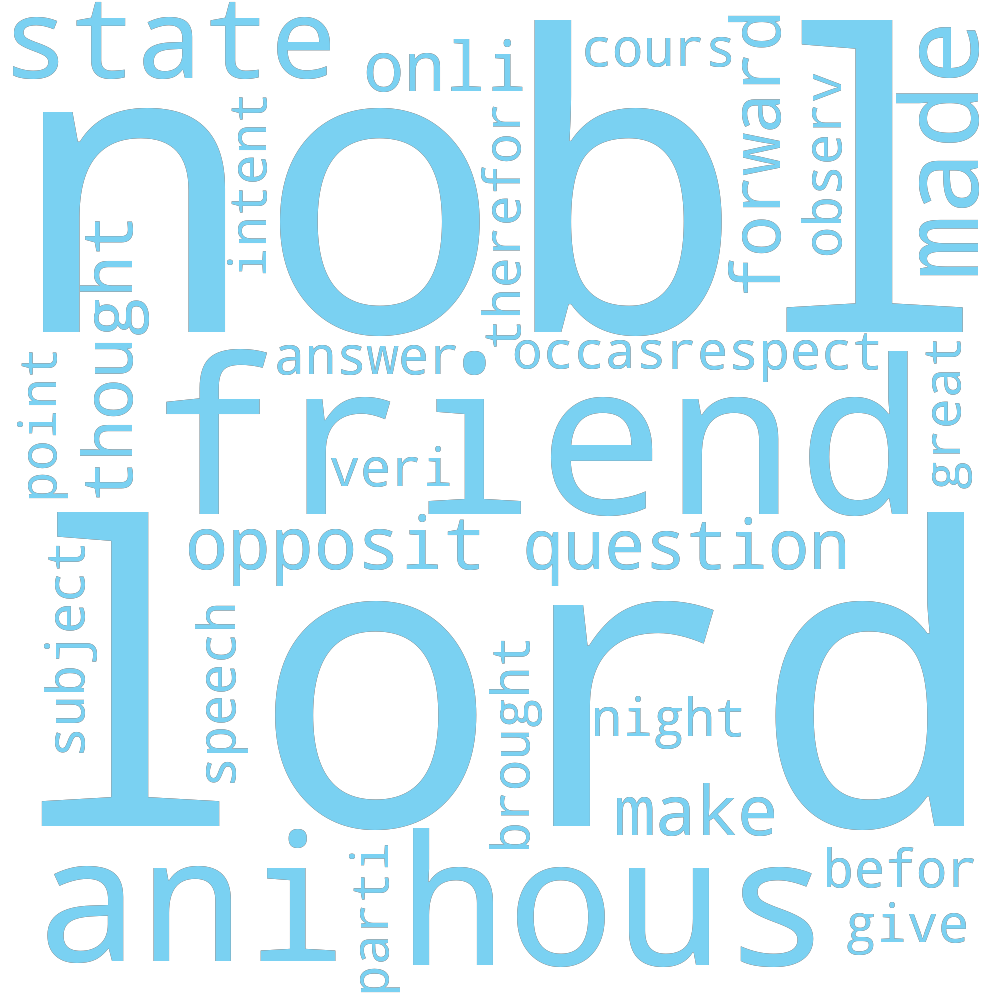 state
onli
cours
forward
observ
made
nobl
intent
therefor
thought
answer
occas
respect
point
friend
great
veri
opposit
question
lord
subject
speech
brought
night
make
ani
hous
parti
befor
give